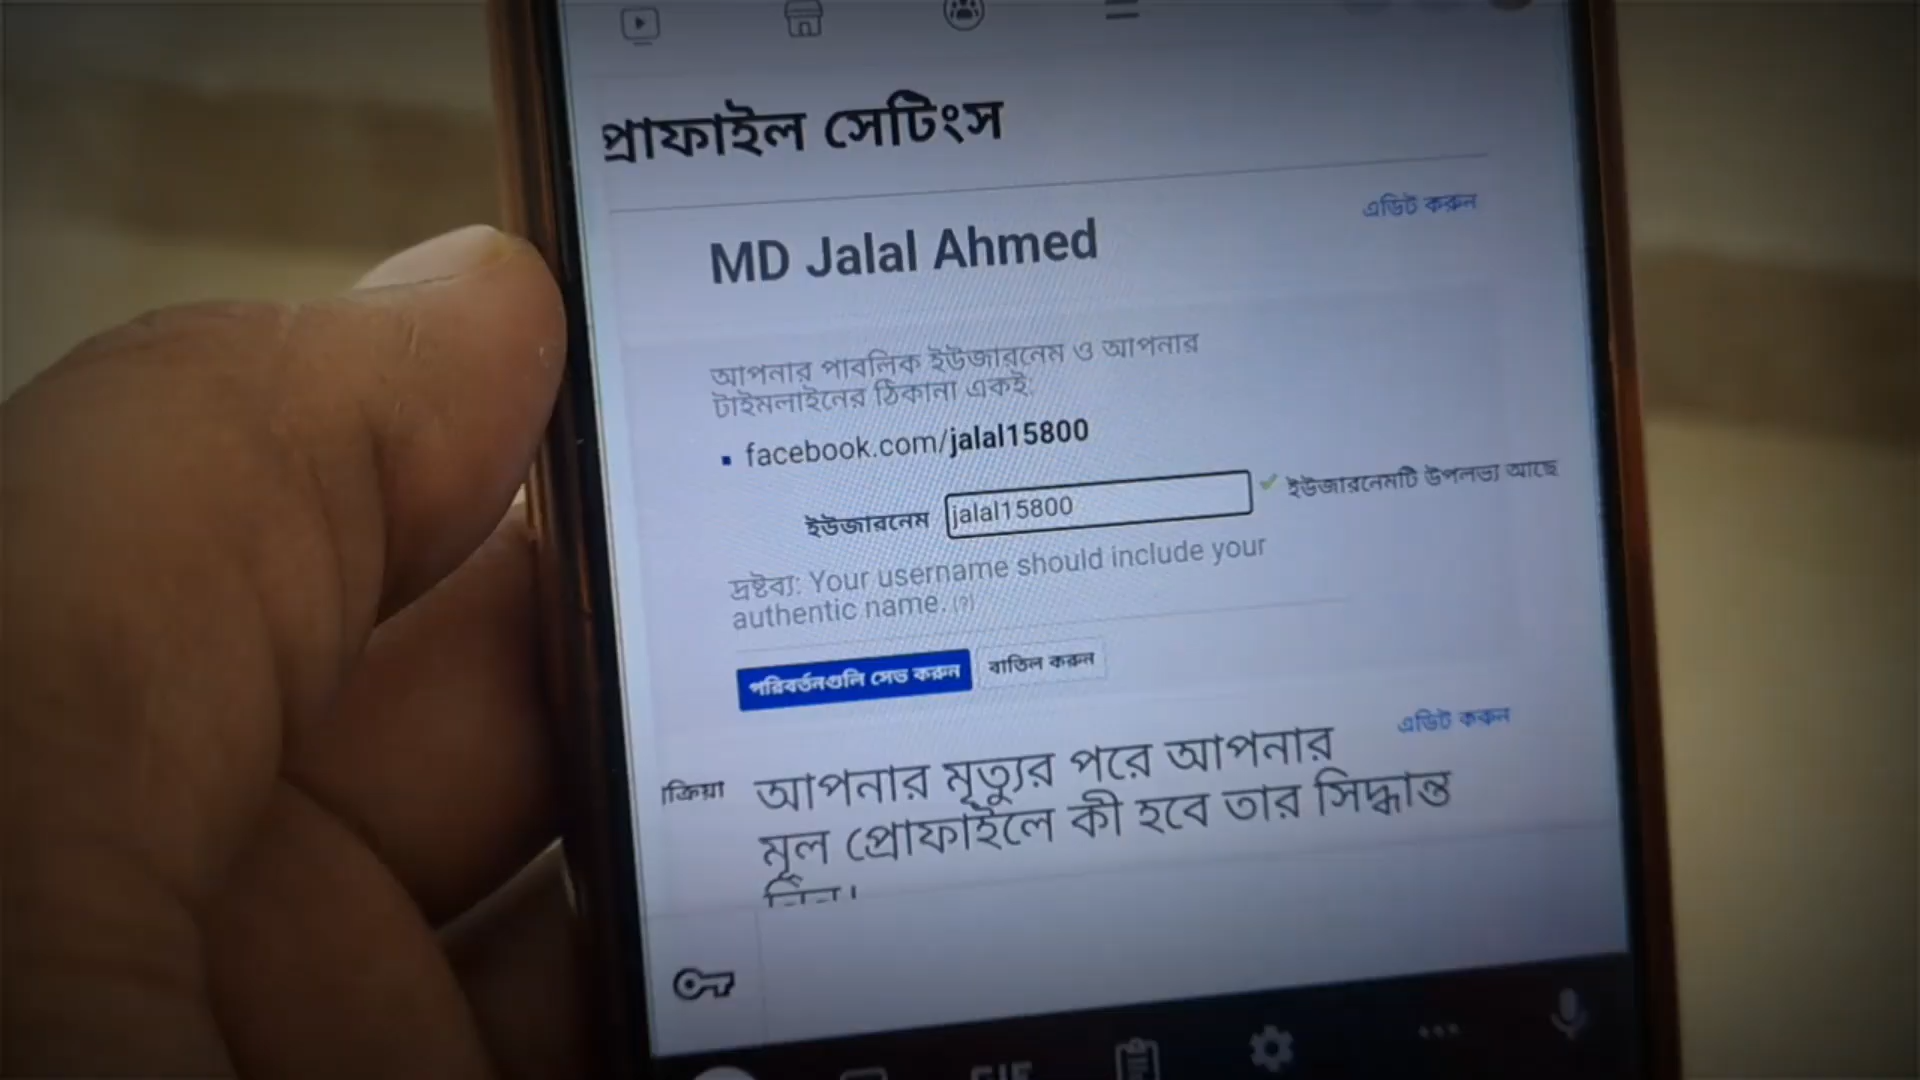 প্রাফাইল সেটিংস
এডিট করুন
MD Jalal Ahmed
আপনার পাবলিক ইউজারনেম ও আপনার
টাইমলাইনের ঠিকানা একই:
facebook.com/jalal15800
ইউজারনেম jalal15800 ইউজারনেমটি উপলভ্য আছে
দ্রষ্টব্য: Your username should include your
authentic name. [?]
পরিবর্তনগুলি সেভ করুন বাতিল করুন
এডিট করুন
ক্রিয়া আপনার মৃত্যুর পরে আপনার
মূল প্রোফাইলে কী হবে তার সিদ্ধান্ত
নিন।
GIF